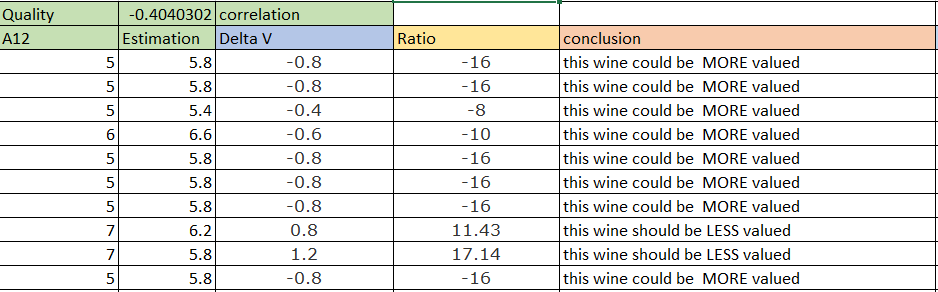 Quality -0.4040302 correlation
A12 Estimation Delta V Ratio conclusion
5 5.8 -0.8 -16 this wine could be  MORE valued
5 5.8 -0.8 -16 this wine could be  MORE valued
5 5.4 -0.4 -8 this wine could be  MORE valued
6 6.6 -0.6 -10 this wine could be  MORE valued
5 5.8 -0.8 -16 this wine could be  MORE valued
5 5.8 -0.8 -16 this wine could be  MORE valued
5 5.8 -0.8 -16 this wine could be  MORE valued
7 6.2 0.8 11.43 this wine should be LESS valued
7 5.8 1.2 17.14 this wine should be LESS valued
5 5.8 -0.8 -16 this wine could be  MORE valued